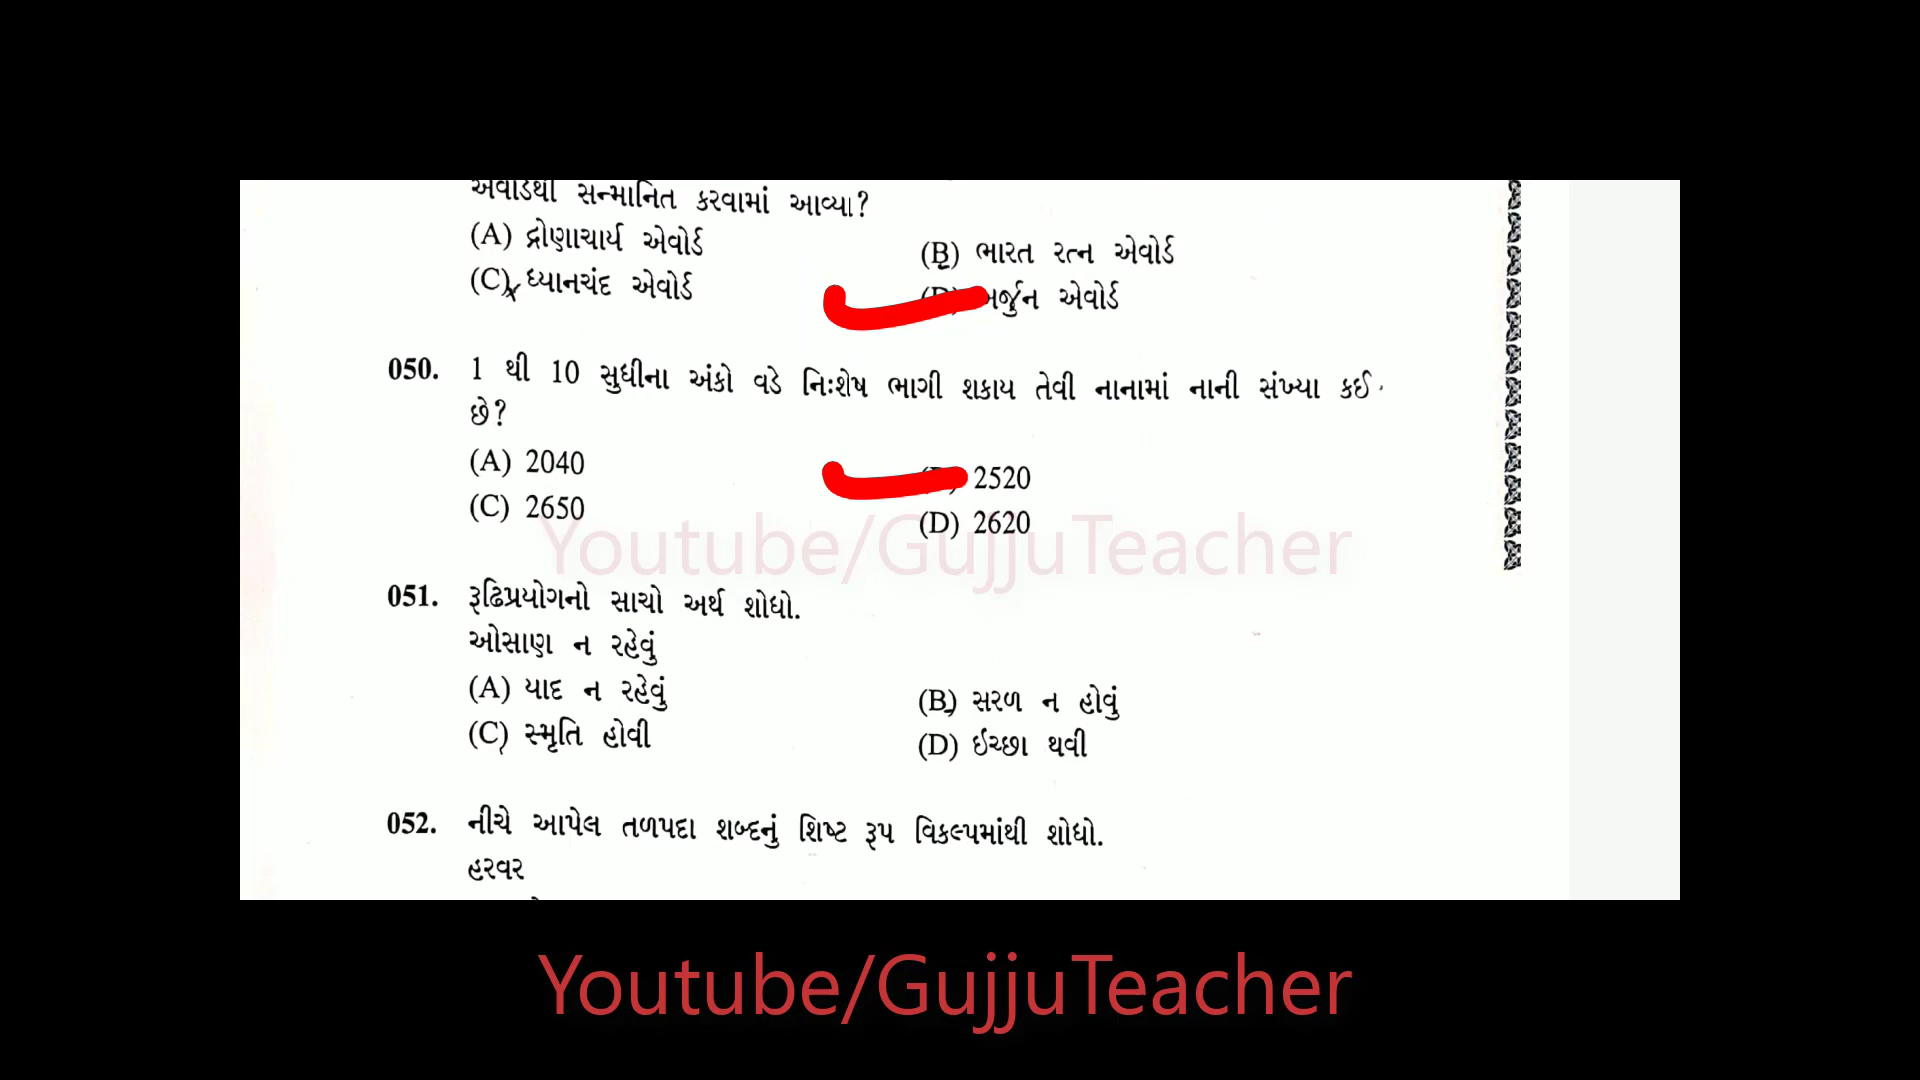 એવોર્ડથી સન્માનિત કરવામાં આવ્યા?
(A) દ્રોણાચાર્ય એવોર્ડ
(B) ભારત રત્ન એવોર્ડ
(C) ધ્યાનચંદ એવોર્ડ
અર્જુન એવોર્ડ
050. 1 થી 10 સુધીના અંકો વડે નિઃશેષ ભાગી શકાય તેવી નાનામાં નાની સંખ્યા કઈ
છે?
(A) 2040
2520
(C) 2650
(D) 2620
Youtube/GujjuTeacher
051. રૂઢિપ્રયોગનો સાચો અર્થ શોધો.
ઓસાણ ન રહેવું
(A) યાદ ન રહેવું
(B) સરળ ન હોવું
(C) સ્મૃતિ હોવી
(D) ઇચ્છા થવી
052. નીચે આપેલ તળપદા શબ્દનું શિષ્ટ રૂપ વિકલ્પમાંથી શોધો.
હરવર
Youtube/GujjuTeacher